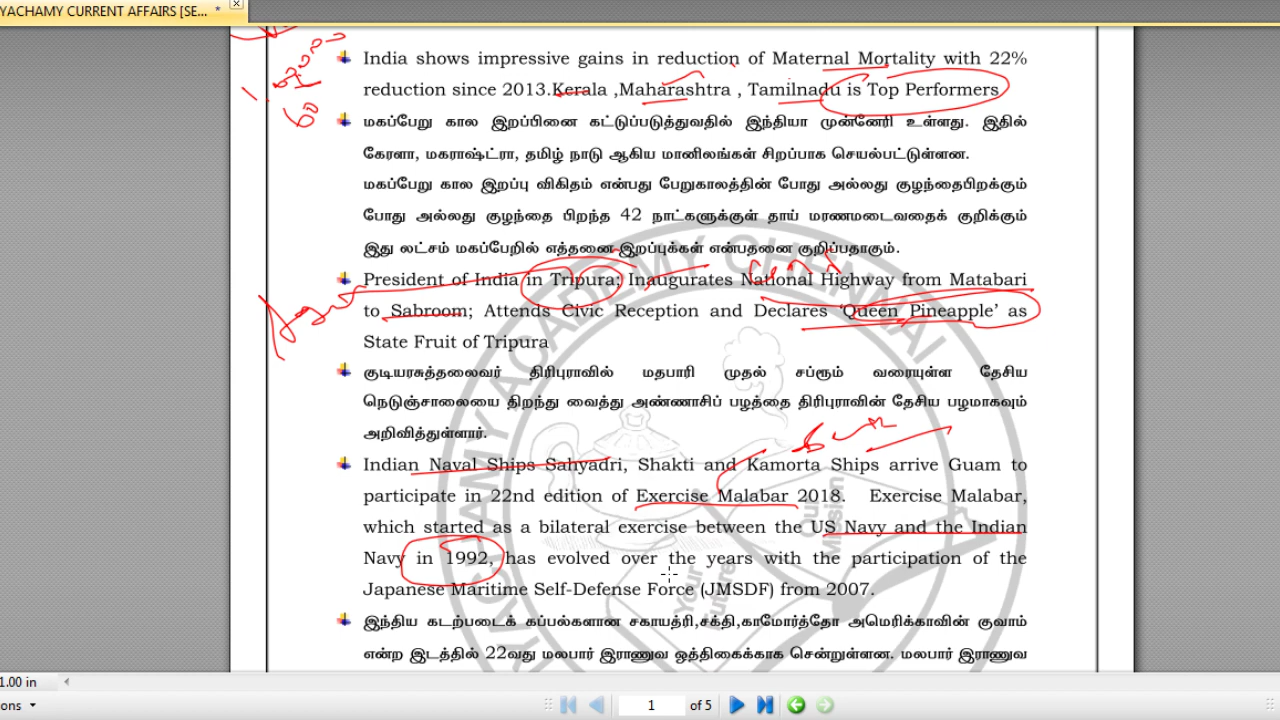 YACHAMY CURRENT AFFAIRS [SE... *
India shows impressive gains in reduction of Maternal Mortality with 22%
reduction since 2013.Kerala ,Maharashtra , Tamilnadu is Top Performers
மகப்பேறு கால இறப்பினை கட்டுப்படுத்துவதில் இந்தியா முன்னேரி உள்ளது. இதில்
கேரளா, மகராஷ்ட்ரா, தமிழ் நாடு ஆகிய மானிலங்கள் சிறப்பாக செயல்பட்டுள்ளன.
மகப்பேறு கால இறப்பு விகிதம் என்பது பேறுகாலத்தின் போது அல்லது குழந்தைபிறக்கும்
போது அல்லது குழந்தை பிறந்த 42 நாட்களுக்குள் தாய் மரணமடைவதைக் குறிக்கும்
இது லட்சம் மகப்பேறில் எத்தனை இறப்புக்கள் என்பதனை குறிப்பதாகும்.
President of India in Tripura; Inaugurates National Highway from Matabari
to Sabroom; Attends Civic Reception and Declares ‘Queen Pineapple’ as
State Fruit of Tripura
குடியரசுத்தலைவர் திரிபுராவில் மதபாரி முதல் சப்ரூம் வரையுள்ள தேசிய
நெடுஞ்சாலையை திறந்து வைத்து அண்ணாசிப் பழத்தை திரிபுராவின் தேசிய பழமாகவும்
அறிவித்துள்ளார்.
Indian Naval Ships Sahyadri, Shakti and Kamorta Ships arrive Guam to
participate in 22nd edition of Exercise Malabar 2018. Exercise Malabar,
which started as a bilateral exercise between the US Navy and the Indian
Navy in 1992, has evolved over the years with the participation of the
Japanese Maritime Self-Defense Force (JMSDF) from 2007.
இந்திய கடற்படைக் கப்பல்களான சகாயத்ரி,சக்தி,காமோர்த்தோ அமெரிக்காவின் குவாம்
என்ற இடத்தில் 22வது மலபார் இராணுவ ஒத்திகைக்காக சென்றுள்ளன. மலபார் இராணுவ
ACADEMY CHENNAI
Your Future
Our Mission
60
1.00 in
ons
1 of 5